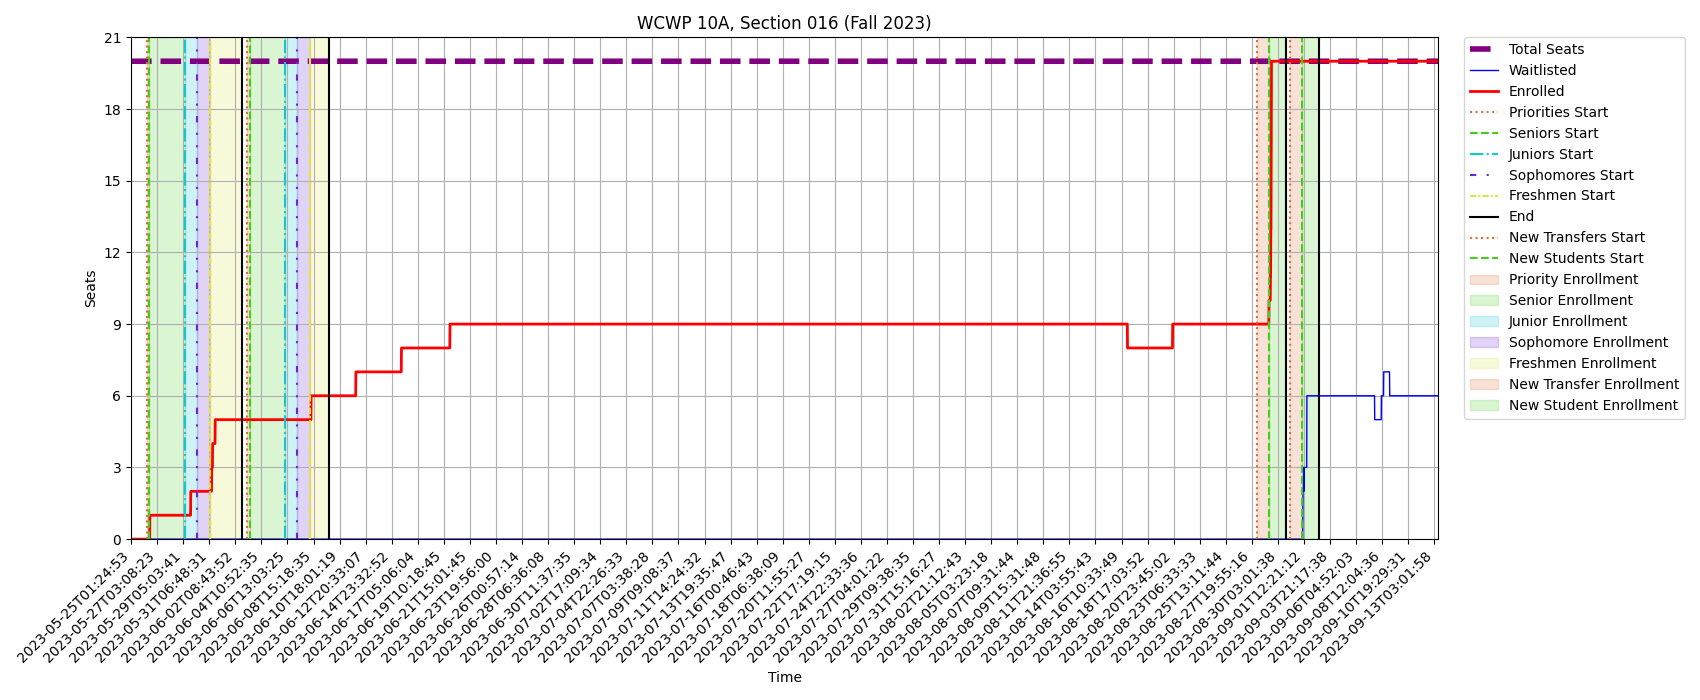 WCWP 10A, Section 016 (Fall 2023)
21
18
15
12
9
6
3
0
Seats
2023-05-25T01:24:53
2023-05-27T03:08:23
2023-05-29T05:03:41
2023-05-31T06:48:31
2023-06-02T08:43:52
2023-06-04T10:52:35
2023-06-06T13:03:25
2023-06-08T15:18:35
2023-06-10T18:01:19
2023-06-12T20:33:07
2023-06-14T23:32:52
2023-06-17T05:06:04
2023-06-19T10:18:45
2023-06-21T15:01:45
2023-06-23T19:56:00
2023-06-26T00:57:14
2023-06-28T06:36:08
2023-06-30T11:37:35
2023-07-02T17:09:34
2023-07-04T22:26:33
2023-07-07T03:38:28
2023-07-09T09:08:37
2023-07-11T14:24:32
2023-07-13T19:35:47
2023-07-16T00:46:43
2023-07-18T06:38:09
2023-07-20T11:55:27
2023-07-22T17:19:15
2023-07-24T22:33:36
2023-07-27T04:01:22
2023-07-29T09:38:35
2023-07-31T15:16:27
2023-08-02T21:12:43
2023-08-05T03:23:18
2023-08-07T09:31:44
2023-08-09T15:31:48
2023-08-11T21:36:55
2023-08-14T03:55:43
2023-08-16T10:33:49
2023-08-18T17:03:52
2023-08-20T23:45:02
2023-08-23T06:33:33
2023-08-25T13:11:44
2023-08-27T19:55:16
2023-08-30T03:01:38
2023-09-01T12:21:12
2023-09-03T21:17:38
2023-09-06T04:52:03
2023-09-08T12:04:36
2023-09-10T19:29:31
2023-09-13T03:01:58
Time
Total Seats
Waitlisted
Enrolled
Priorities Start
Seniors Start
Juniors Start
Sophomores Start
Freshmen Start
End
New Transfers Start
New Students Start
Priority Enrollment
Senior Enrollment
Junior Enrollment
Sophomore Enrollment
Freshmen Enrollment
New Transfer Enrollment
New Student Enrollment